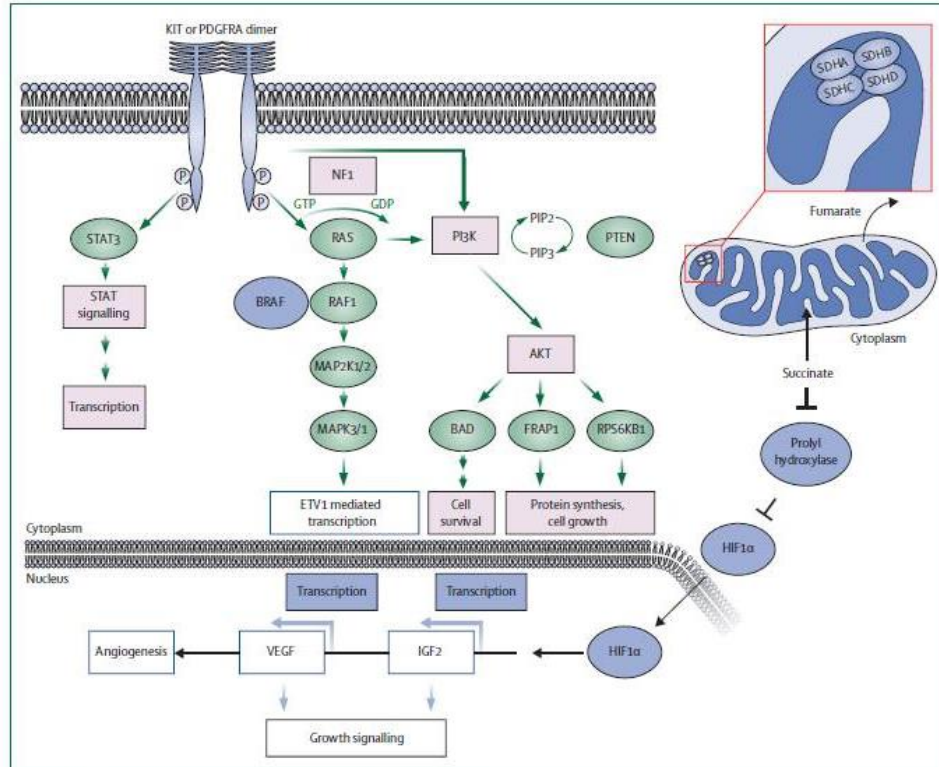 KIT or PDGFRA dimer
SDHA
SDHB
SDHC
SDHD
P
P
P
P
NF1
GTP
GDP
Fumarate
STAT3
RAS
PI3K
PIP2
PIP3
PTEN
STAT
signalling
BRAF
RAF1
Cytoplasm
AKT
MAP2K1/2
Succinate
Transcription
MAPK3/1
BAD
FRAP1
RPS6KB1
Prolyl
hydroxylase
ETV1 mediated
transcription
Cell
survival
Protein synthesis,
cell growth
Cytoplasm
HIF1α
Nucleus
Transcription
Transcription
Angiogenesis
VEGF
IGF2
HIF1α
Growth signalling